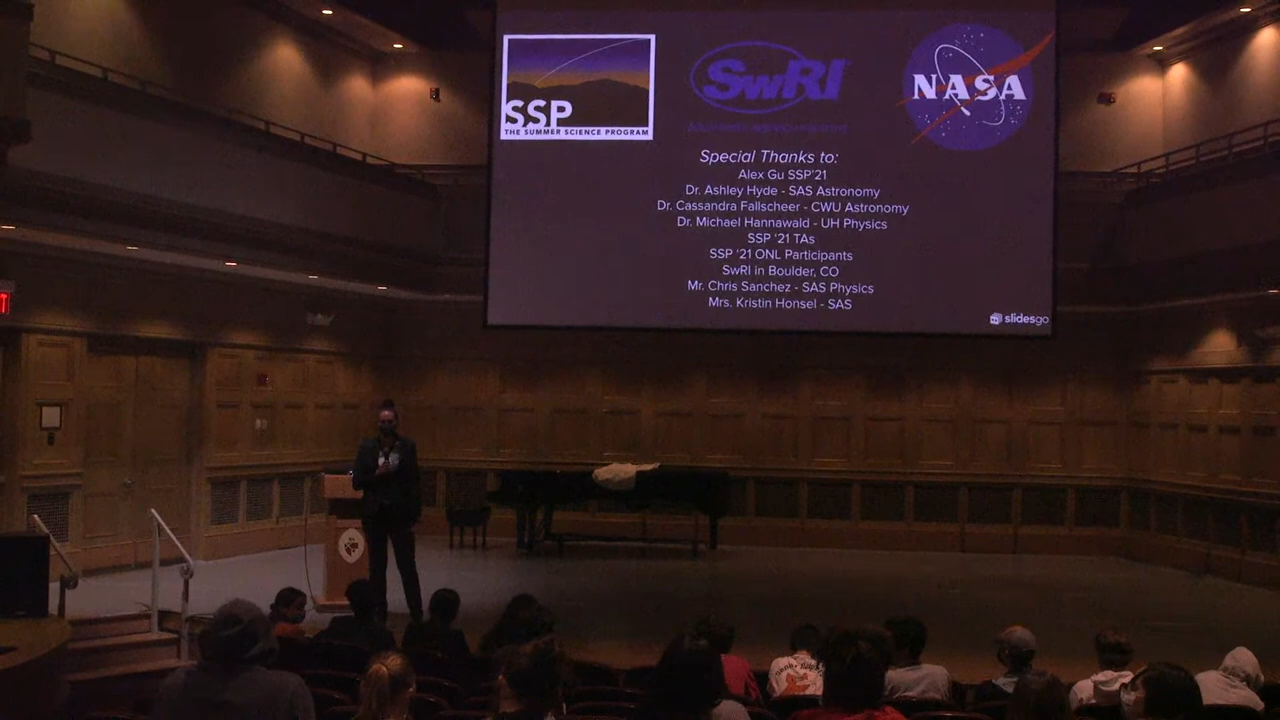 SSP
THE SUMMER SCIENCE PROGRAM
SwRI
NASA
Special Thanks to:
Alex Gu SSP'21
Dr. Ashley Hyde - SAS Astronomy
Dr. Cassandra Fallscheer - CWU Astronomy
Dr. Michael Hannawald - UH Physics
SSP '21 TAs
SSP '21 ONL Participants
SwRI in Boulder, CO
Mr. Chris Sanchez - SAS Physics
Mrs. Kristin Honsel - SAS
slidesgo